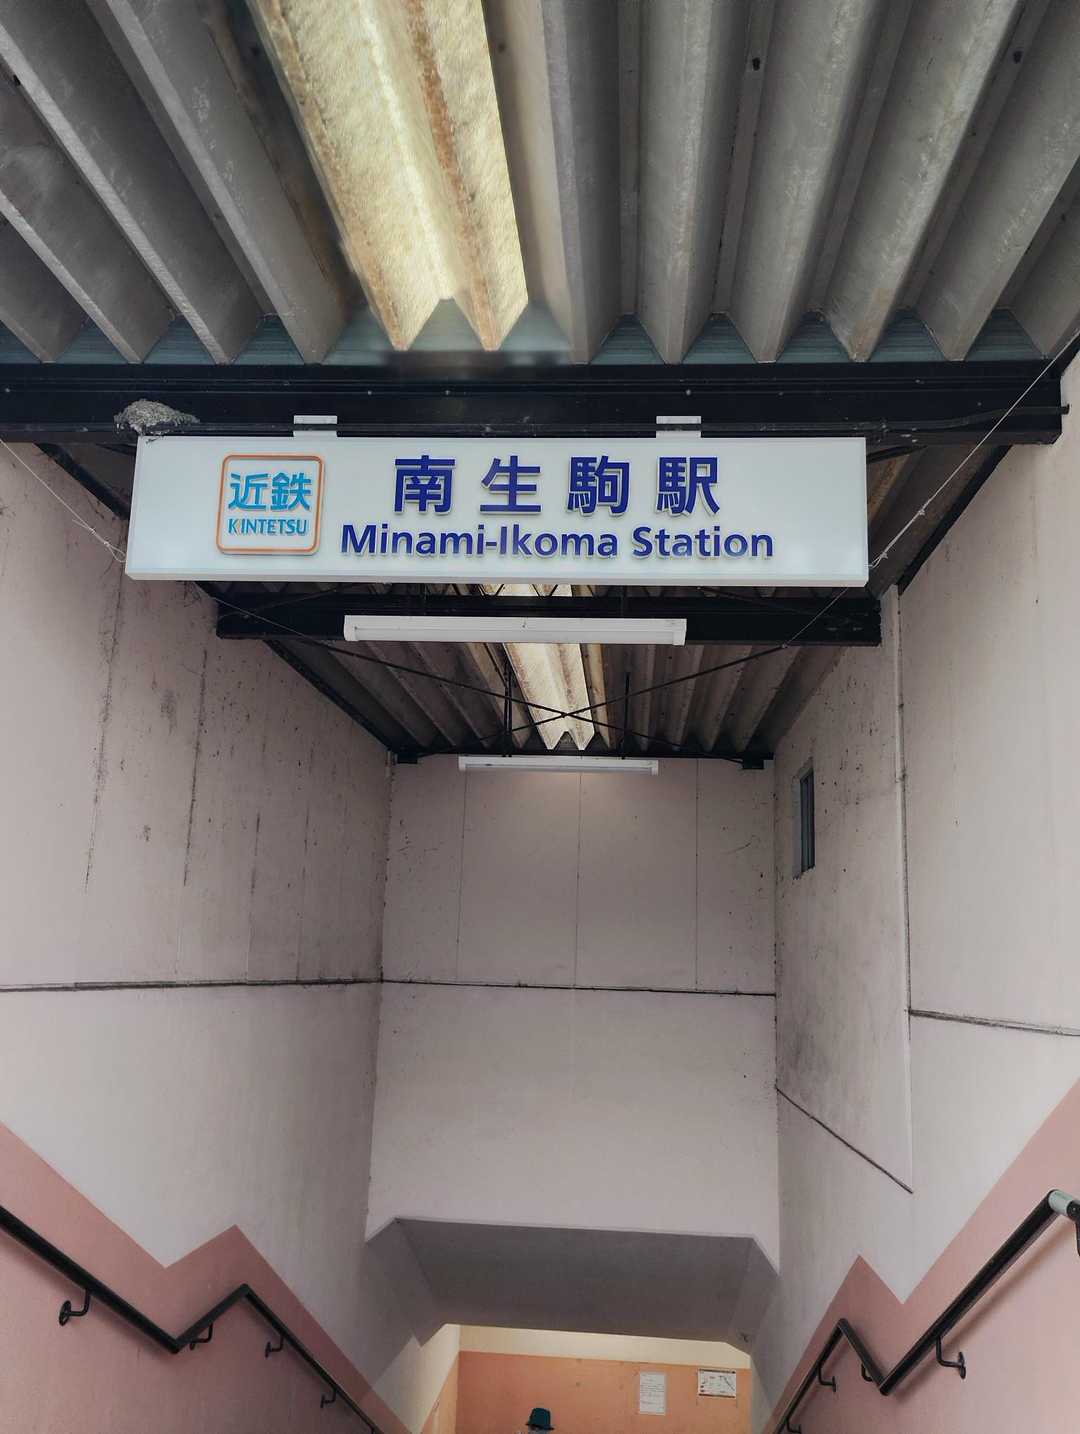 近鉄
KINTETSU
南生駒駅
Minami-Ikoma Station